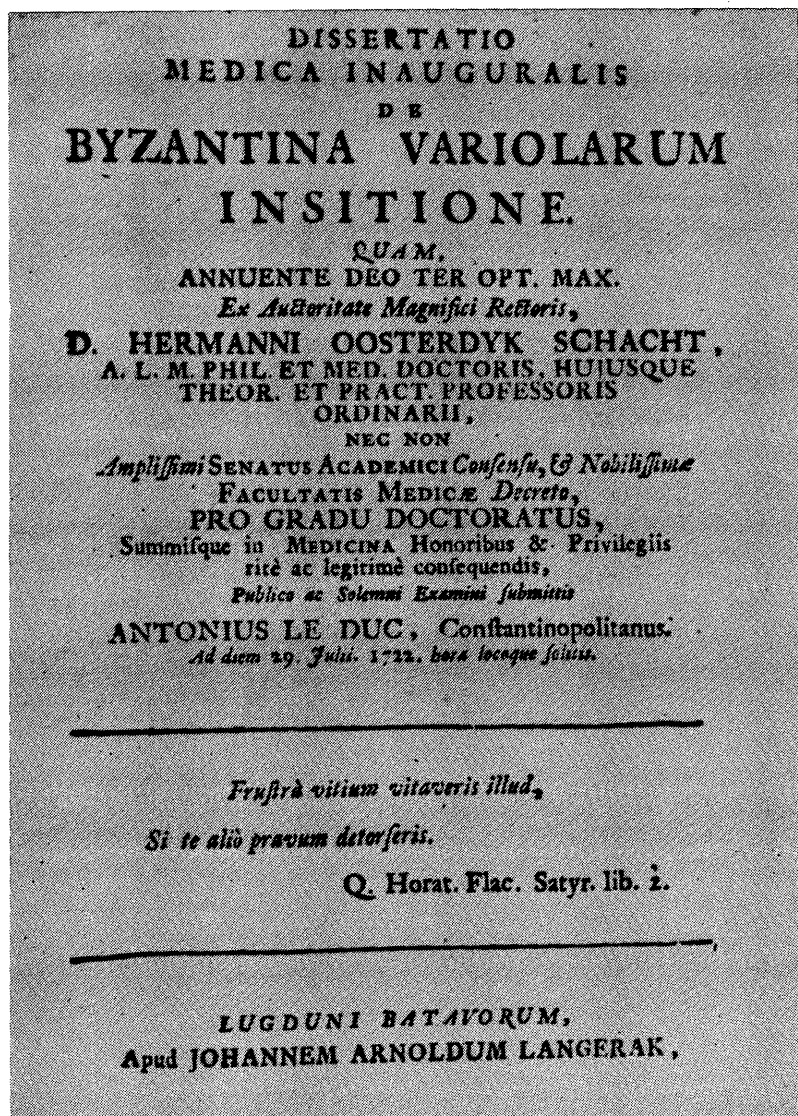 DISSERTATIO
MEDICA INAUGURALIS
DE
BYZANTINA VARIOLARUM
INSITIONE.
QUAM,
ANNUENTE DEO TER OPT. MAX.
Ex Auctoritate Magnifici Rectoris,
D. HERMANNI OOSTERDYK SCHACHT,
A. L. M. PHIL. ET MED. DOCTORIS, HUIUSQUE
THEOR. ET PRACT. PROFESSORIS
ORDINARII,
NEC NON
Ampliſſimi SENATUS ACADEMICI Conſenſu, & Nobiliſſimæ
FACULTATIS MEDICÆ Decreto,
PRO GRADU DOCTORATUS,
Summiſque in MEDICINA Honoribus & Privilegiis
ritè ac legitimè conſequendis,
Publico ac Solemni Examini ſubmittit
ANTONIUS LE DUC, Conſtantinopolitanus.
Ad diem 29. Julii. 1722. hora locoque ſolitis.
Fruſtrà vitium vitaveris illud,
Si te aliò pravum detorſeris.
Q. Horat. Flac. Satyr. lib. 2.
LUGDUNI BATAVORUM,
Apud JOHANNEM ARNOLDUM LANGERAK,